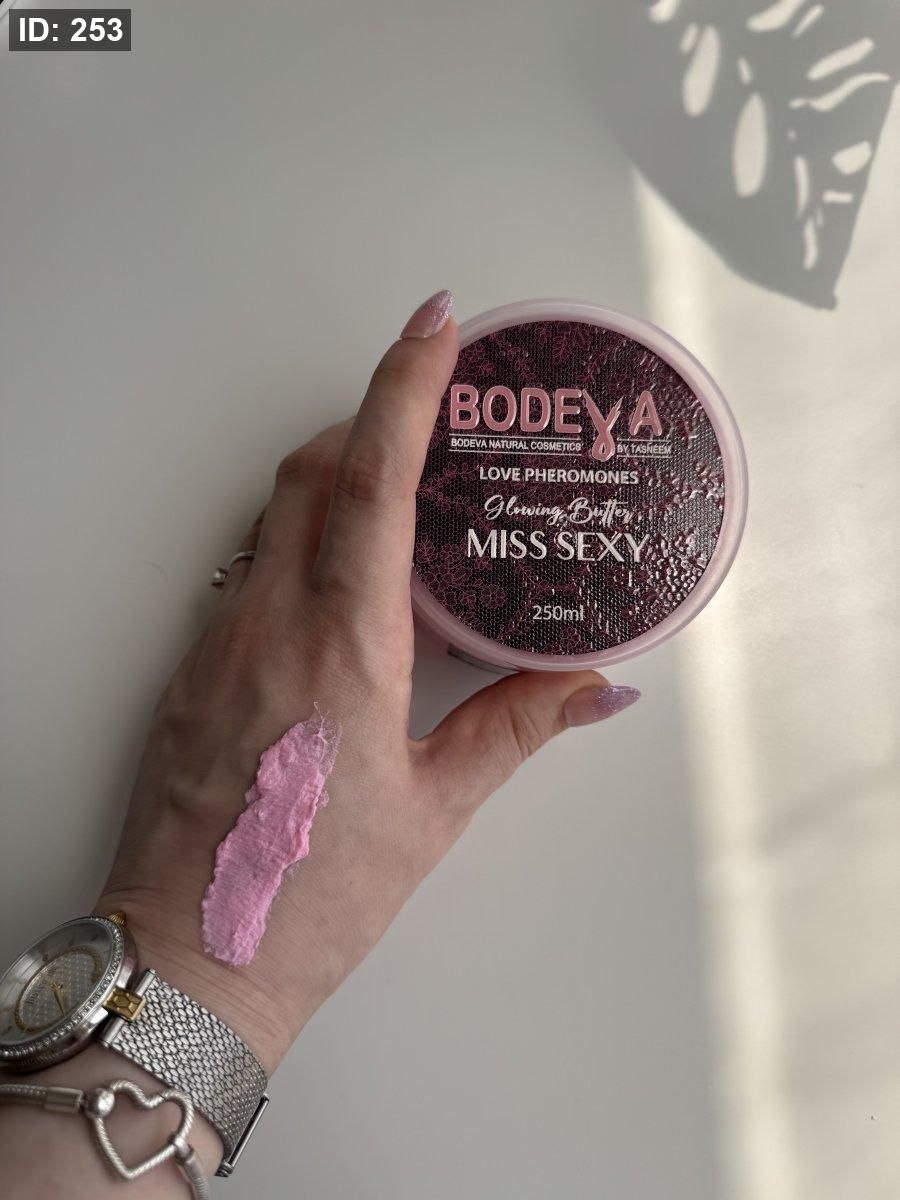 ID: 253
BODEVA
BODEVA NATURAL COSMETICS BY TASNEEM
LOVE PHEROMONES
Glowing Butter
MISS SEXY
250ml